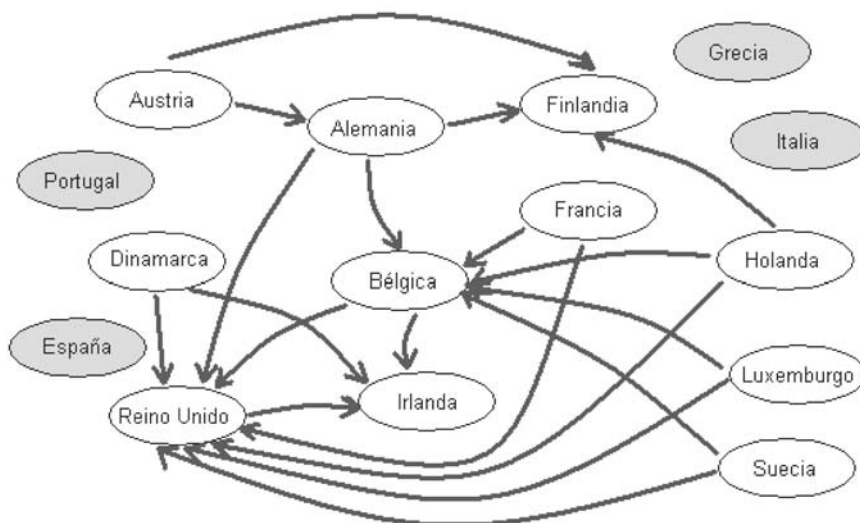 Grecia
Austria
Finlandia
Alemania
Italia
Portugal
Francia
Dinamarca
Holanda
Bélgica
España
Luxemburgo
Reino Unido
Irlanda
Suecia